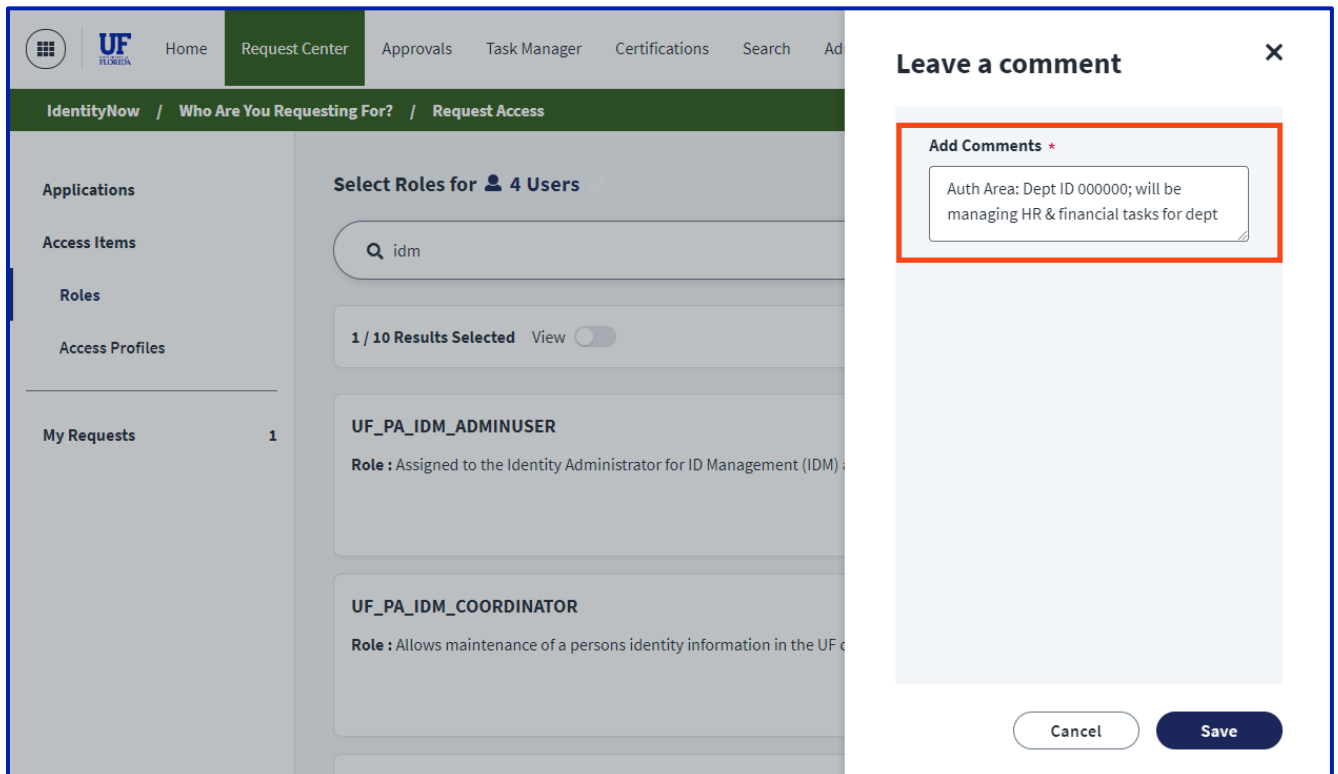 UF
UNIVERSITY of
FLORIDA
Home
Request Center
Approvals
Task Manager
Certifications
Search
IdentityNow / Who Are You Requesting For? / Request Access
Applications
Access Items
Roles
Access Profiles
My Requests 1
Select Roles for 4 Users
idm
1 / 10 Results Selected View
UF_PA_IDM_ADMINUSER
Role : Assigned to the Identity Administrator for ID Management (IDM)
UF_PA_IDM_COORDINATOR
Role : Allows maintenance of a persons identity information in the UF
Leave a comment
Add Comments *
Auth Area: Dept ID 000000; will be
managing HR & financial tasks for dept
Cancel
Save